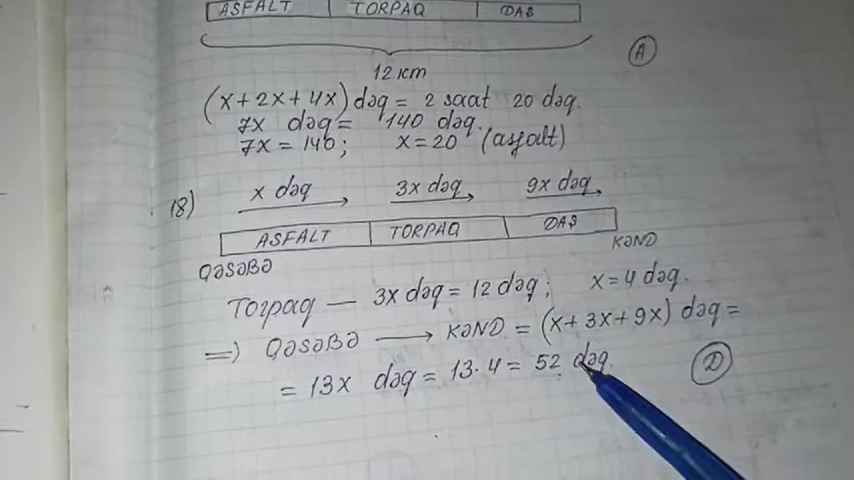 ASFALT TORPAQ DAŞ
12 km
(A)
(x+2x+4x) dəq = 2 saat 20 dəq.
7x dəq = 140 dəq.
7x = 140; x=20 (asfalt)
18) x dəq 3x dəq 9x dəq
ASFALT TORPAQ DAŞ
QƏSƏBƏ KƏND
Torpaq — 3x dəq = 12 dəq; x=4 dəq.
=> QƏSƏBƏ → KƏND = (x+3x+9x) dəq =
= 13x dəq = 13·4 = 52 dəq. (D)